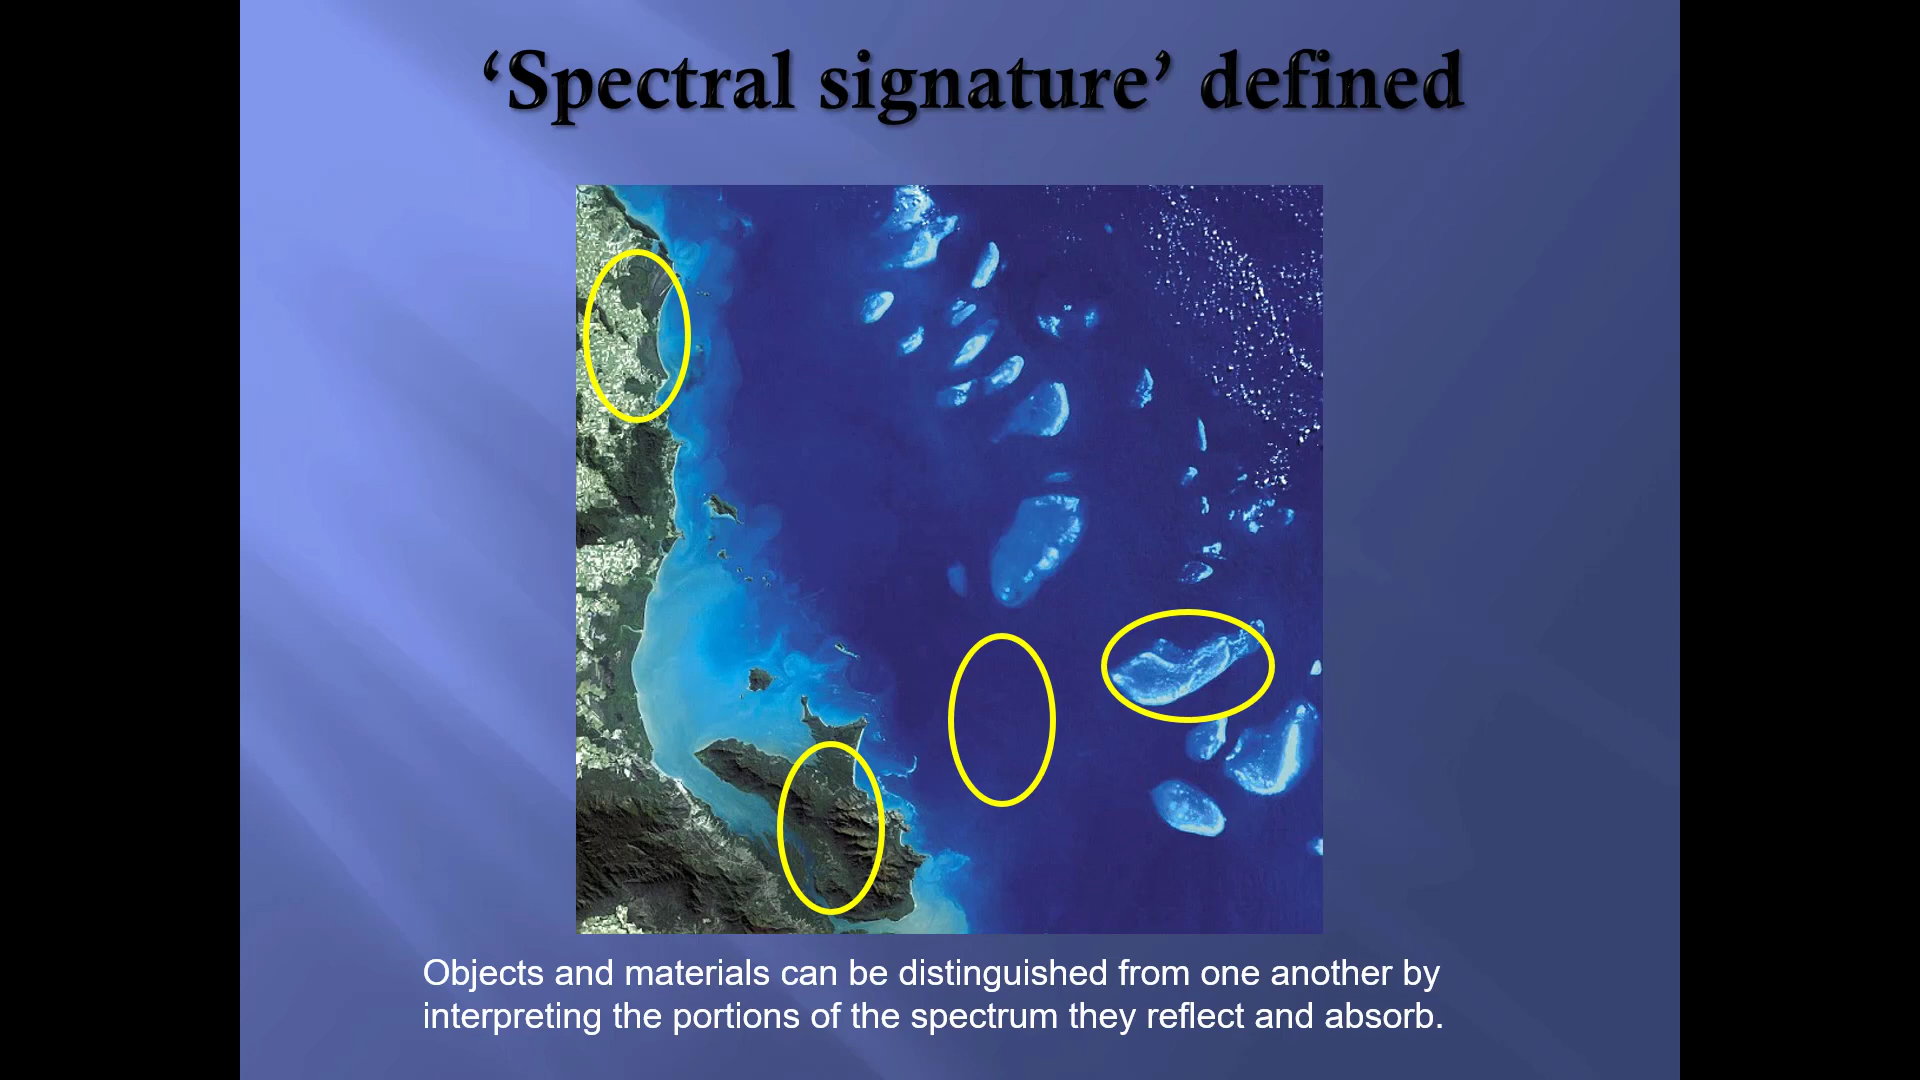 ‘Spectral signature’ defined
Objects and materials can be distinguished from one another by
interpreting the portions of the spectrum they reflect and absorb.